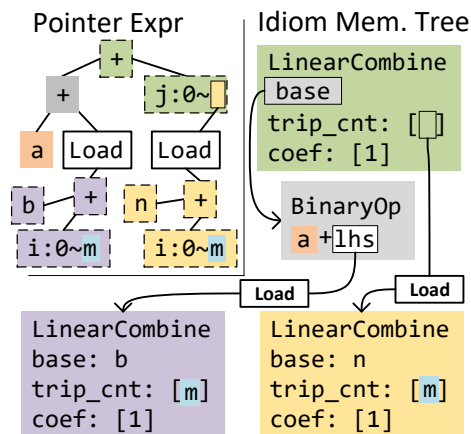 Pointer Expr
+
j:0~
+
a
Load
Load
b
+
n
+
i:0~m
i:0~m
Idiom Mem. Tree
LinearCombine
base
trip_cnt: [ ]
coef: [1]
BinaryOp
a+lhs
Load
Load
LinearCombine
base: b
trip_cnt: [m]
coef: [1]
LinearCombine
base: n
trip_cnt: [m]
coef: [1]